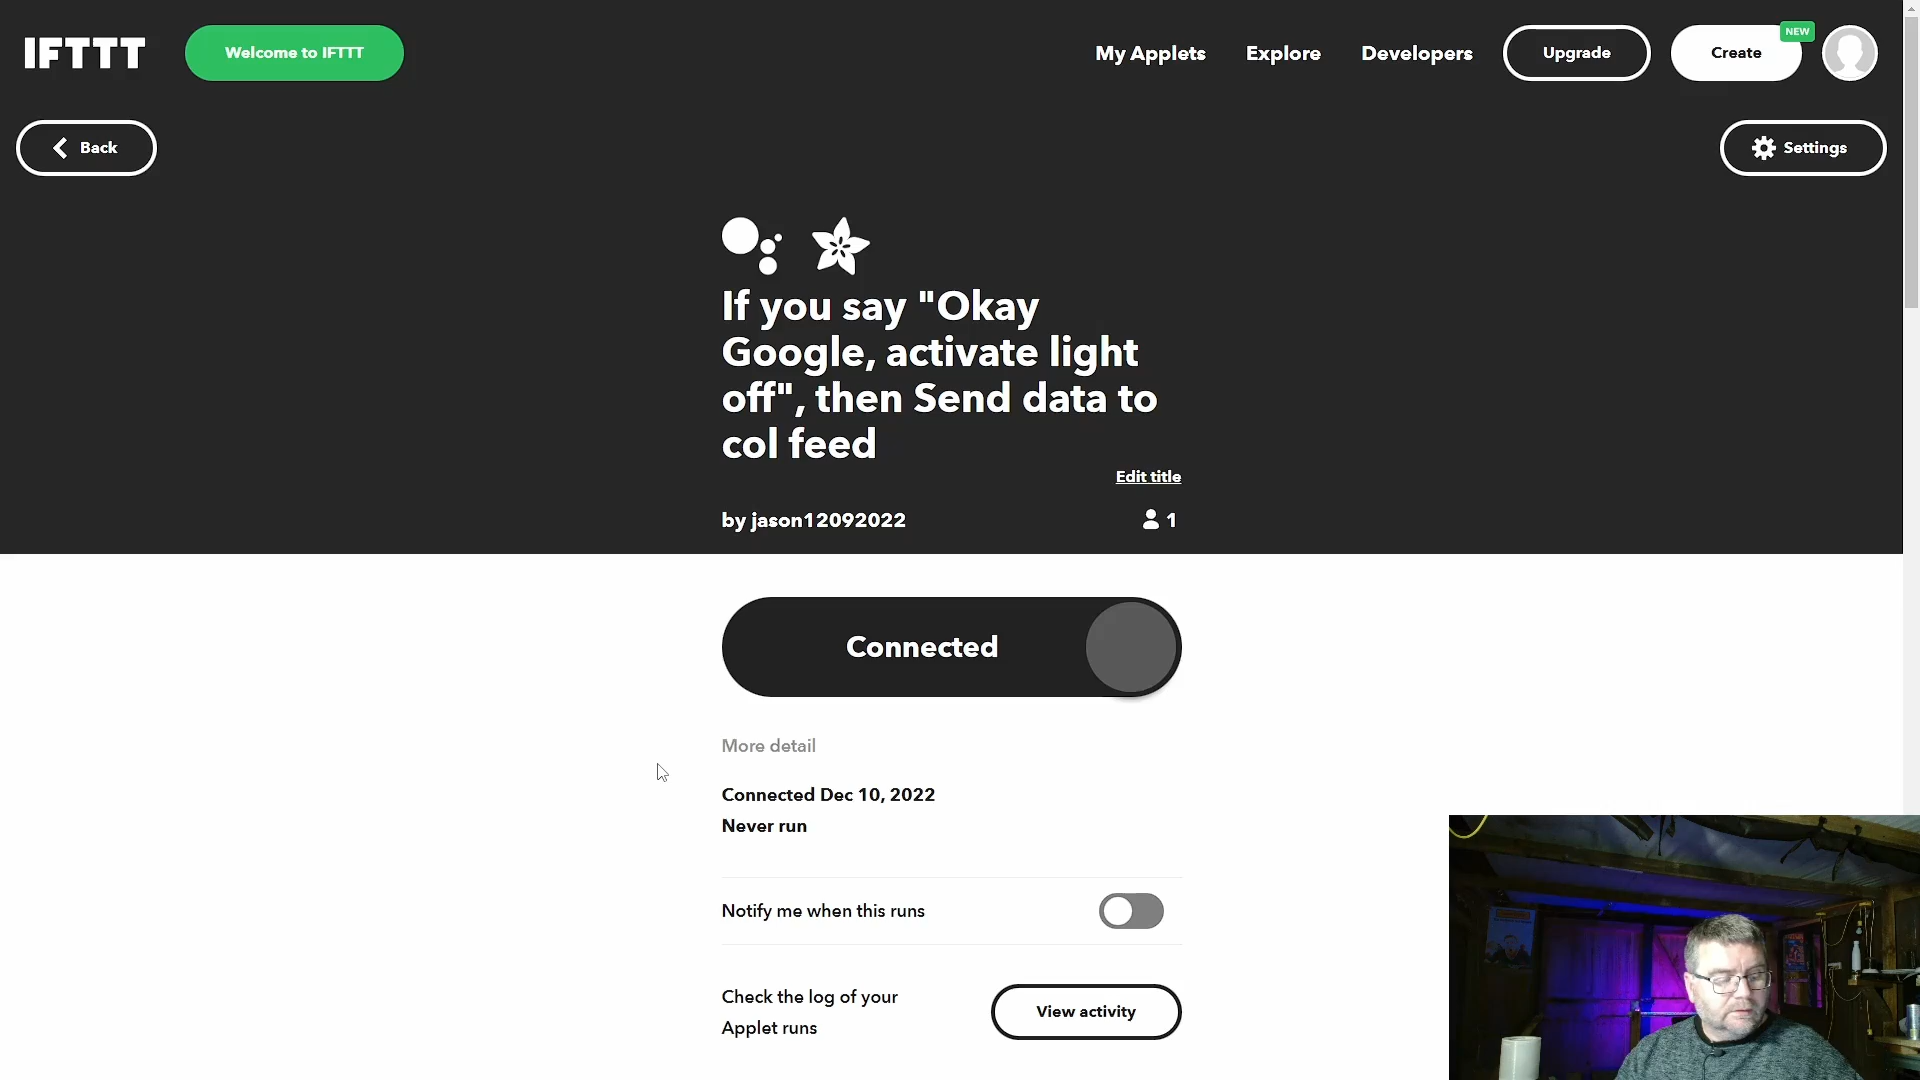 IFTTT
Welcome to IFTTT
My Applets
Explore
Developers
Upgrade
Create
NEW
Back
Settings
If you say "Okay
Google, activate light
off", then Send data to
col feed
Edit title
by jason12092022
1
Connected
More detail
Connected Dec 10, 2022
Never run
Notify me when this runs
Check the log of your
Applet runs
View activity